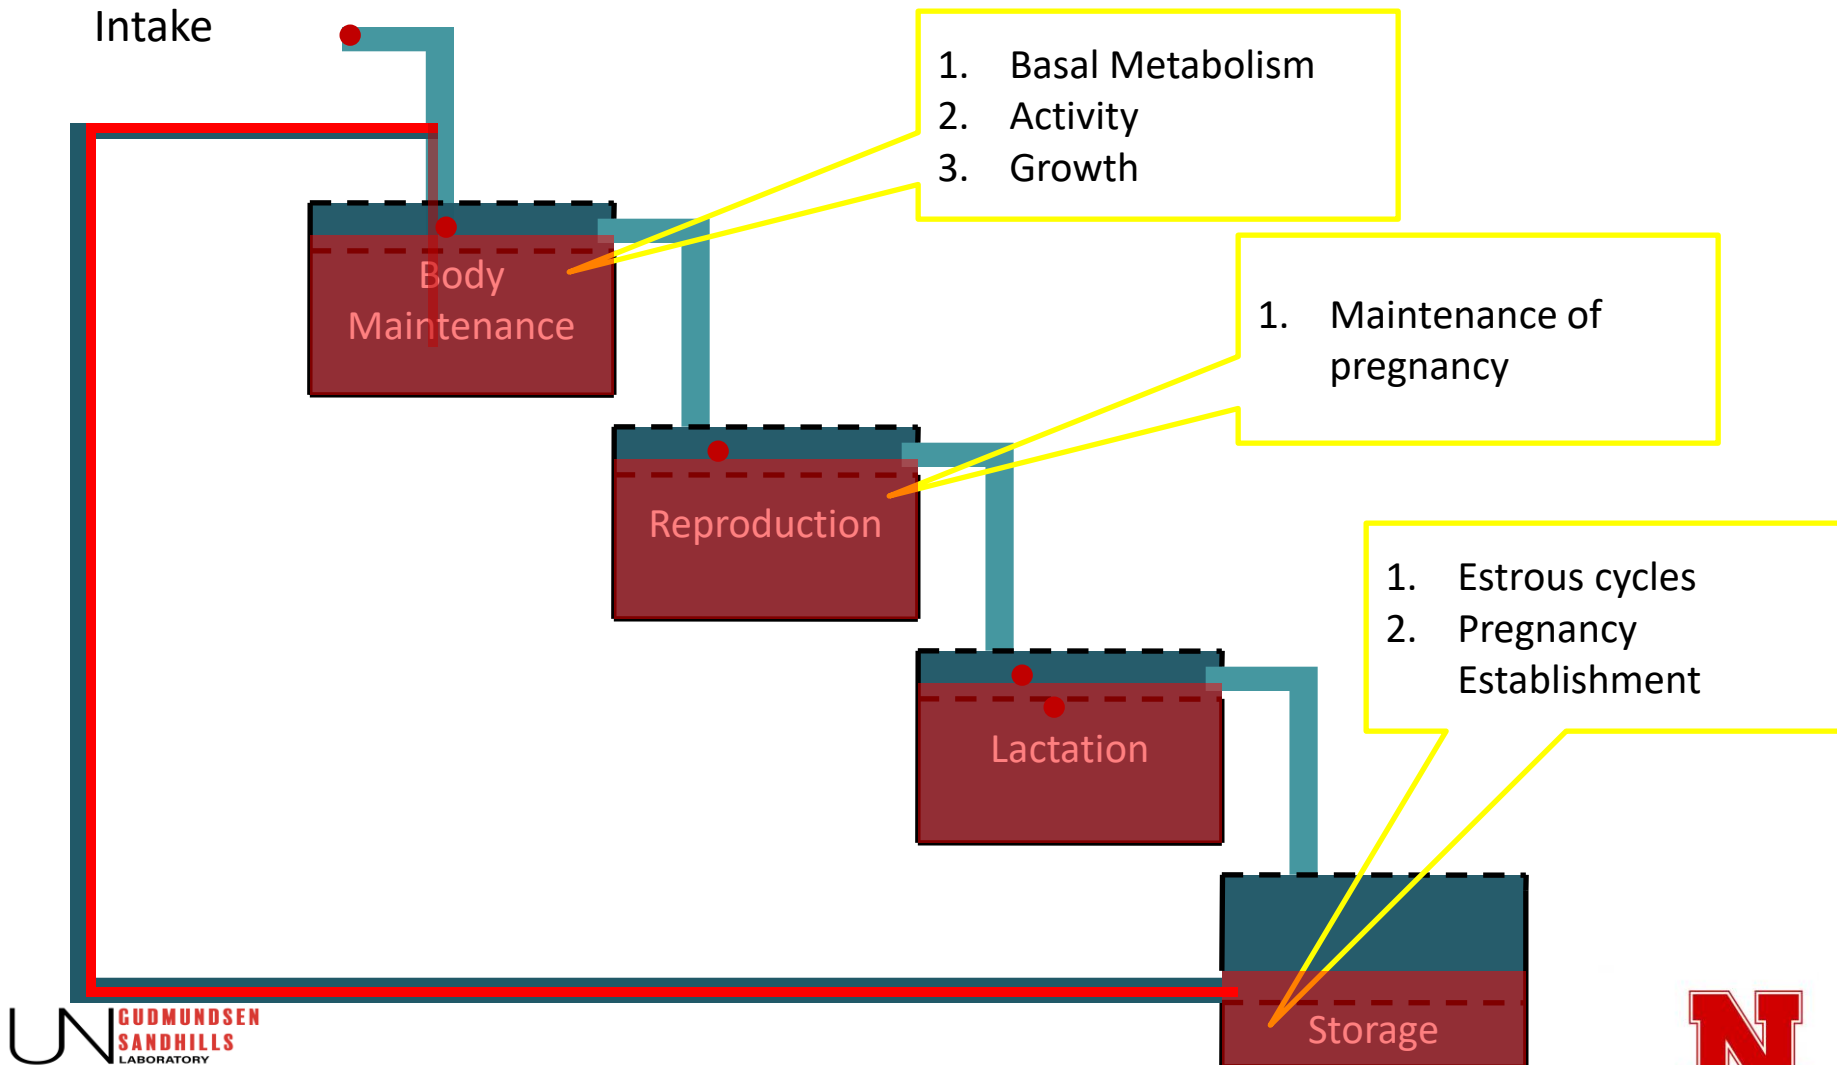 Intake
1. Basal Metabolism
2. Activity
3. Growth
Body
Maintenance
1. Maintenance of
pregnancy
Reproduction
1. Estrous cycles
2. Pregnancy
Establishment
Lactation
Storage
UN GUDMUNDSEN
SANDHILLS
LABORATORY
N